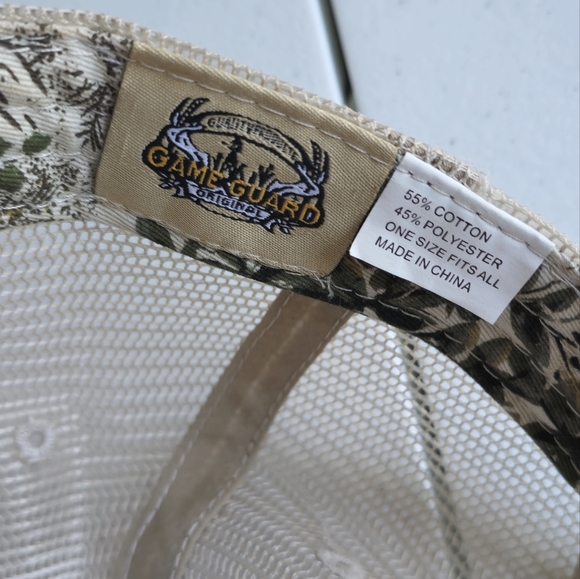 GAME GUARD
ORIGINAL
55% COTTON
45% POLYESTER
ONE SIZE FITS ALL
MADE IN CHINA